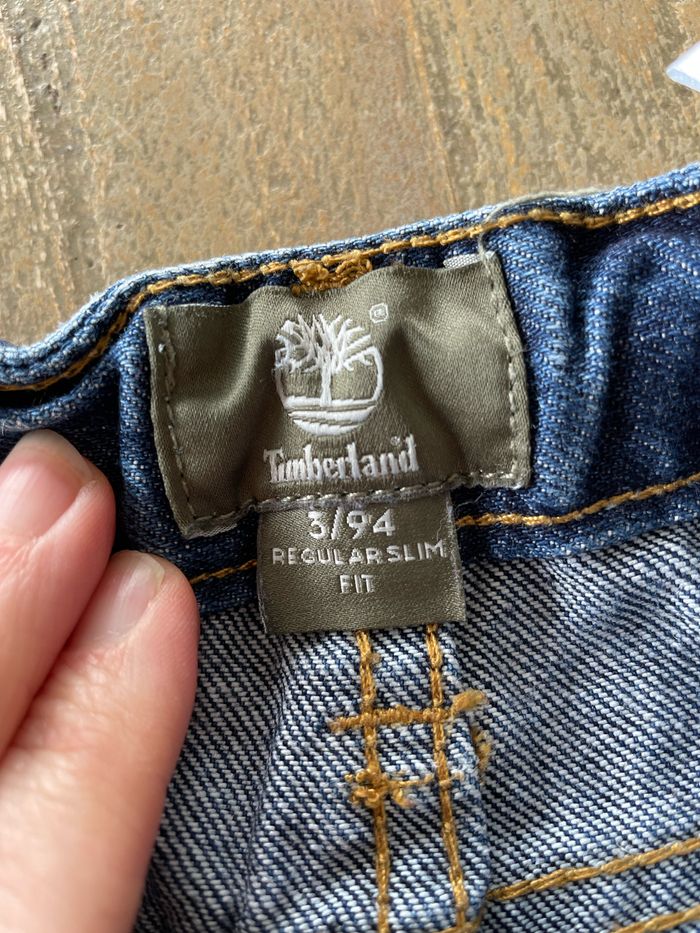 ®
Timberland
3/94
REGULAR SLIM
FIT